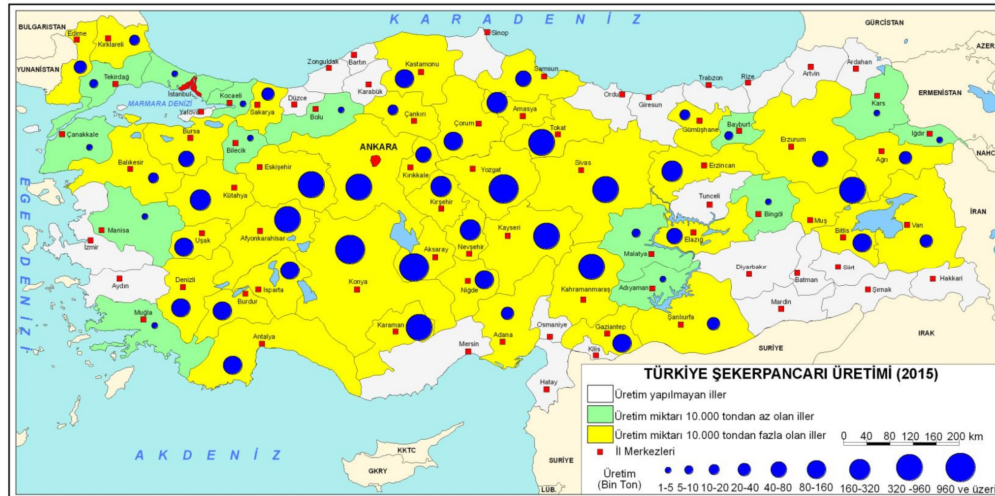 K A R A D E N İ Z
BULGARISTAN
GÜRCİSTAN
AZER
YUNANİSTAN
ERMENİSTAN
NAHÇ
İRAN
IRAK
SURİYE
SURİYE
LÜB.
MARMARA DENİZİ
E G E D E N İ Z İ
A K D E N İ Z
KKTC
GKRY
Edirne
Kırklareli
Tekirdağ
İstanbul
Kocaeli
Yalova
Sakarya
Düzce
Bolu
Zonguldak
Bartın
Karabük
Kastamonu
Sinop
Samsun
Ordu
Giresun
Trabzon
Rize
Artvin
Ardahan
Kars
Iğdır
Çanakkale
Balıkesir
Bursa
Bilecik
Eskişehir
Kütahya
ANKARA
Çankırı
Çorum
Amasya
Tokat
Kırıkkale
Yozgat
Sivas
Gümüşhane
Bayburt
Erzincan
Erzurum
Ağrı
Manisa
İzmir
Uşak
Afyonkarahisar
Kırşehir
Nevşehir
Kayseri
Aksaray
Niğde
Malatya
Elazığ
Tunceli
Bingöl
Muş
Bitlis
Van
Aydın
Denizli
Burdur
Isparta
Konya
Muğla
Antalya
Karaman
Mersin
Adana
Osmaniye
Hatay
Kahramanmaraş
Gaziantep
Kilis
Adıyaman
Şanlıurfa
Diyarbakır
Mardin
Batman
Siirt
Şırnak
Hakkari
TÜRKİYE ŞEKERPANCARI ÜRETİMİ (2015)
Üretim yapılmayan iller
Üretim miktarı 10.000 tondan az olan iller
Üretim miktarı 10.000 tondan fazla olan iller
İl Merkezleri
0 40 80 120 160 200 km
Üretim
(Bin Ton)
1-5 5-10 10-20 20-40 40-80 80-160 160-320 320 -960 960 ve üzeri